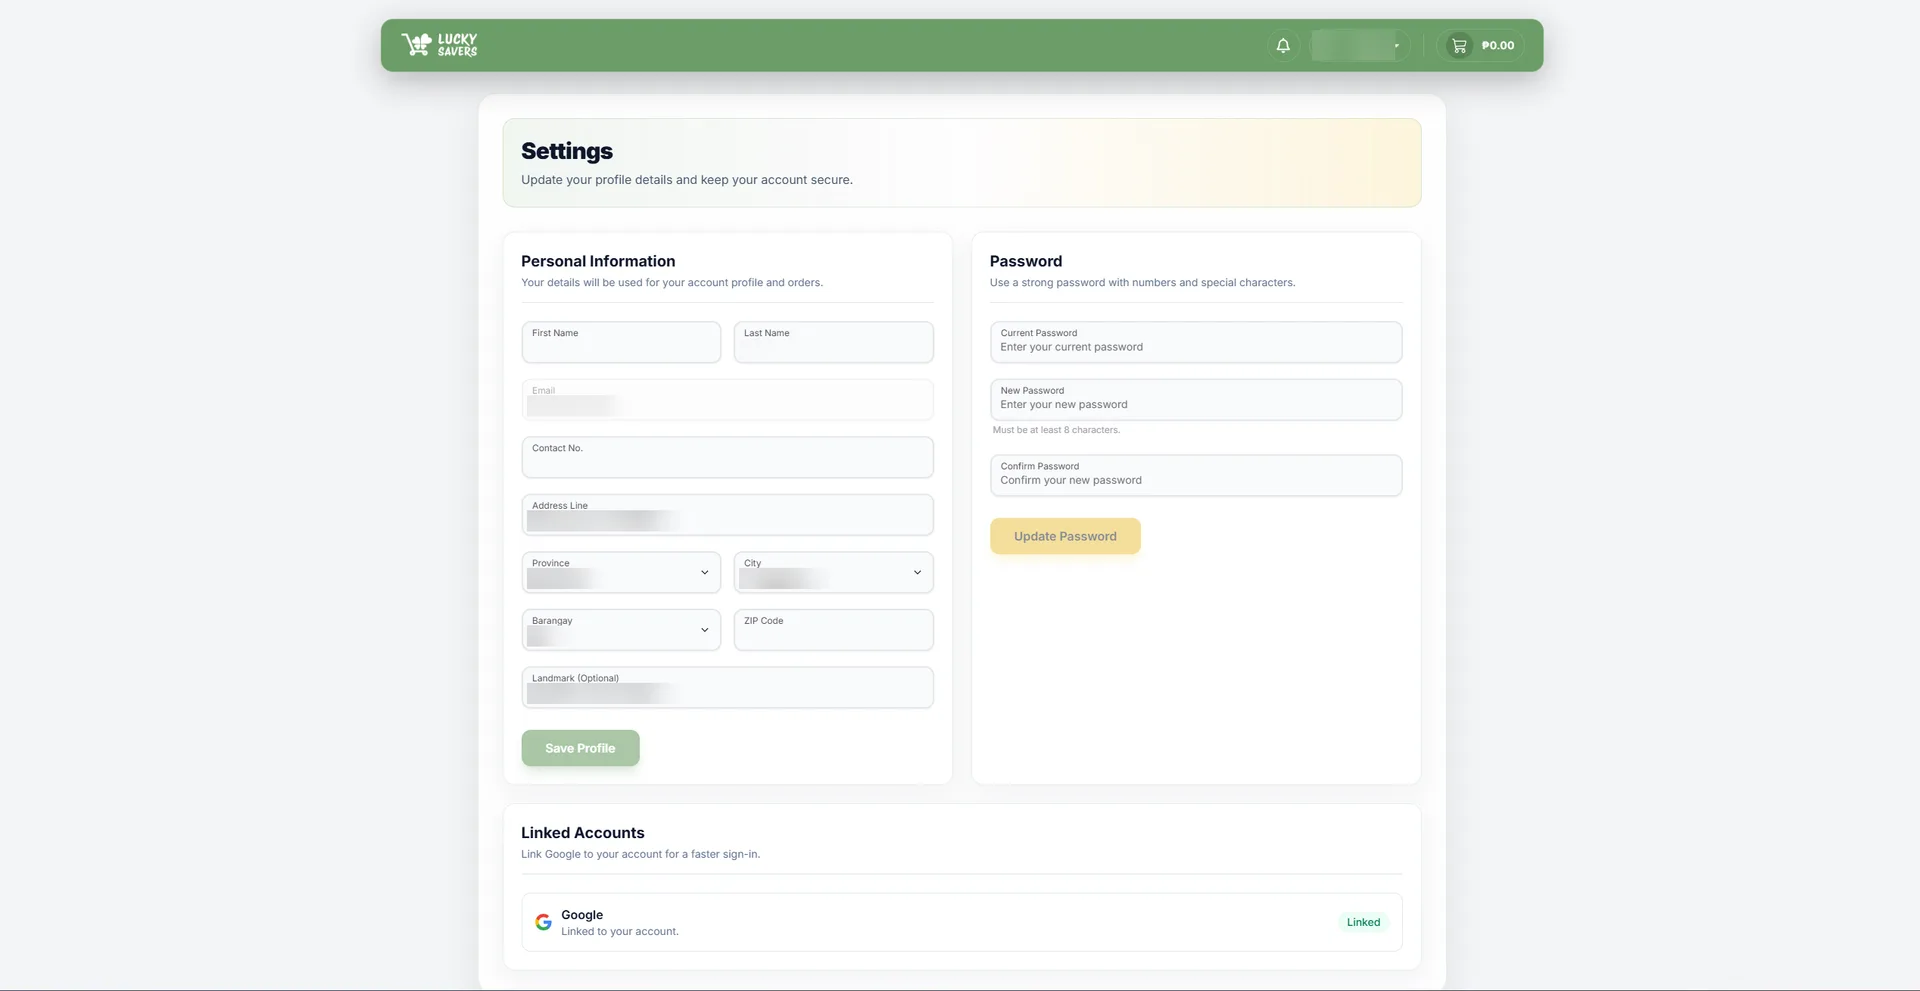 LUCKY
SAVERS
₱0.00
Settings
Update your profile details and keep your account secure.
Personal Information
Your details will be used for your account profile and orders.
First Name
Last Name
Email
Contact No.
Address Line
Province
City
Barangay
ZIP Code
Landmark (Optional)
Save Profile
Password
Use a strong password with numbers and special characters.
Current Password
Enter your current password
New Password
Enter your new password
Must be at least 8 characters.
Confirm Password
Confirm your new password
Update Password
Linked Accounts
Link Google to your account for a faster sign-in.
Google
Linked to your account.
Linked